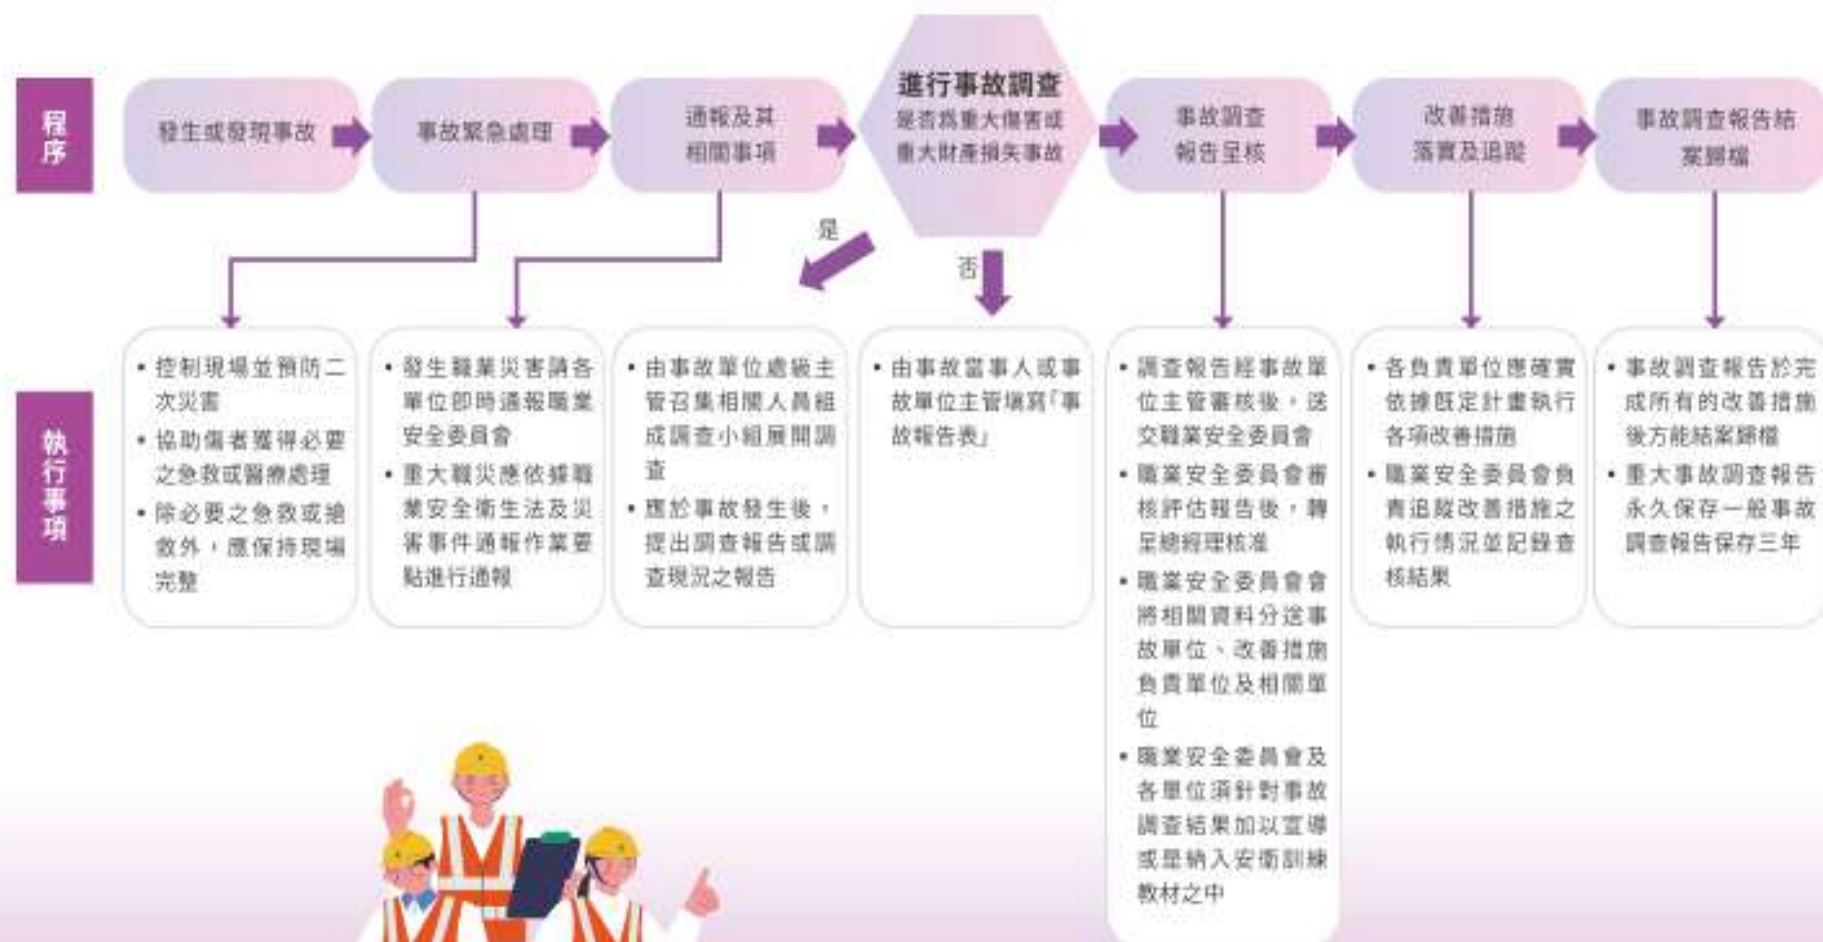 程序
發生或發現事故
事故緊急處理
通報及其
相關事項
進行事故調查
是否為重大傷害或
重大財產損失事故
事故調查
報告呈核
改善措施
落實及追蹤
事故調查報告結
案歸檔
是
否
執行事項
• 控制現場並預防二
次災害
• 協助傷者獲得必要
之急救或醫療處理
• 除必要之急救或搶
救外，應保持現場
完整
• 發生職業災害請各
單位即時通報職業
安全委員會
• 重大職災應依據職
業安全衛生法及災
害事件通報作業要
點進行通報
• 由事故單位處級主
管召集相關人員組
成調查小組展開調
查
• 應於事故發生後，
提出調查報告或調
查現況之報告
• 由事故當事人或事
故單位主管填寫「事
故報告表」
• 調查報告經事故單
位主管審核後，送
交職業安全委員會
• 職業安全委員會審
核評估報告後，轉
呈總經理核准
• 職業安全委員會會
將相關資料分送事
故單位、改善措施
負責單位及相關單
位
• 職業安全委員會及
各單位須針對事故
調查結果加以宣導
或是納入安衛訓練
教材之中
• 各負責單位應確實
依據既定計畫執行
各項改善措施
• 職業安全委員會負
責追蹤改善措施之
執行情況並記錄查
核結果
• 事故調查報告於完
成所有的改善措施
後方能結案歸檔
• 重大事故調查報告
永久保存一般事故
調查報告保存三年